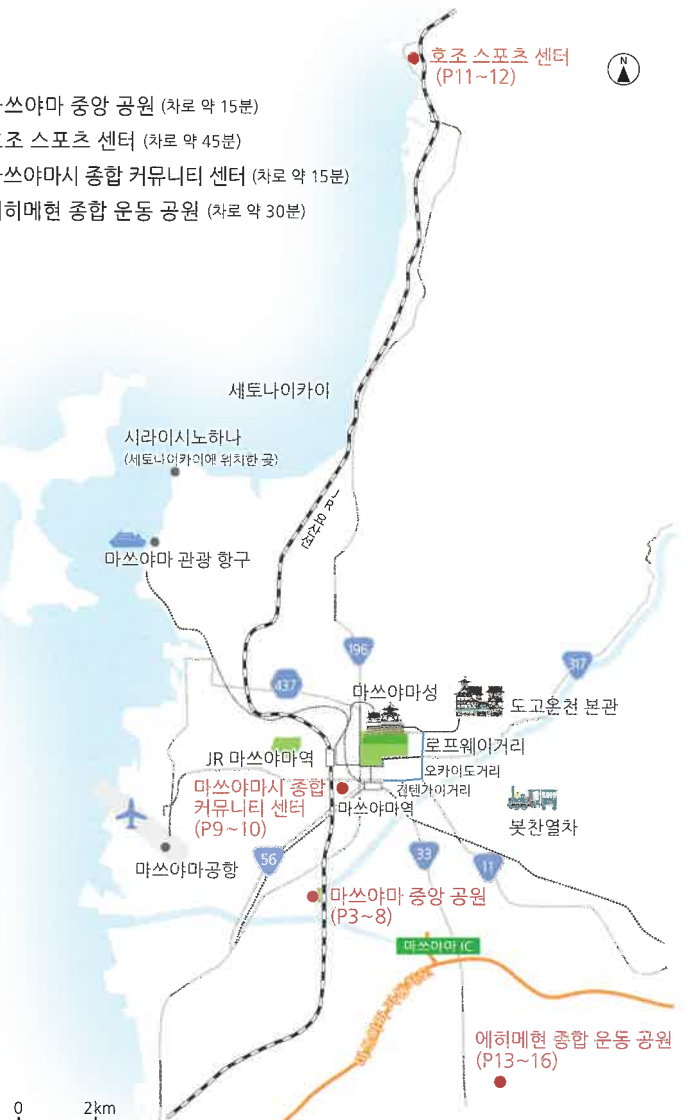 호조 스포츠 센터
(P11~12)
N
쓰야마 중앙 공원 (차로 약 15분)
조 스포츠 센터 (차로 약 45분)
쓰야마시 종합 커뮤니티 센터 (차로 약 15분)
히메현 종합 운동 공원 (차로 약 30분)
세토나이카이
시라이시노하나
(세토나이카이에 위치한 곳)
JR 요산선
마쓰야마 관광 항구
196
317
437
마쓰야마성
도고온천 본관
JR 마쓰야마역
로프웨이거리
오카이도거리
긴텐가이거리
마쓰야마시 종합
커뮤니티 센터
(P9~10)
마쓰야마역
봇찬열차
마쓰야마공항
56
33
11
마쓰야마 중앙 공원
(P3~8)
마쓰야마 IC
에히메현 종합 운동 공원
(P13~16)
0 2km